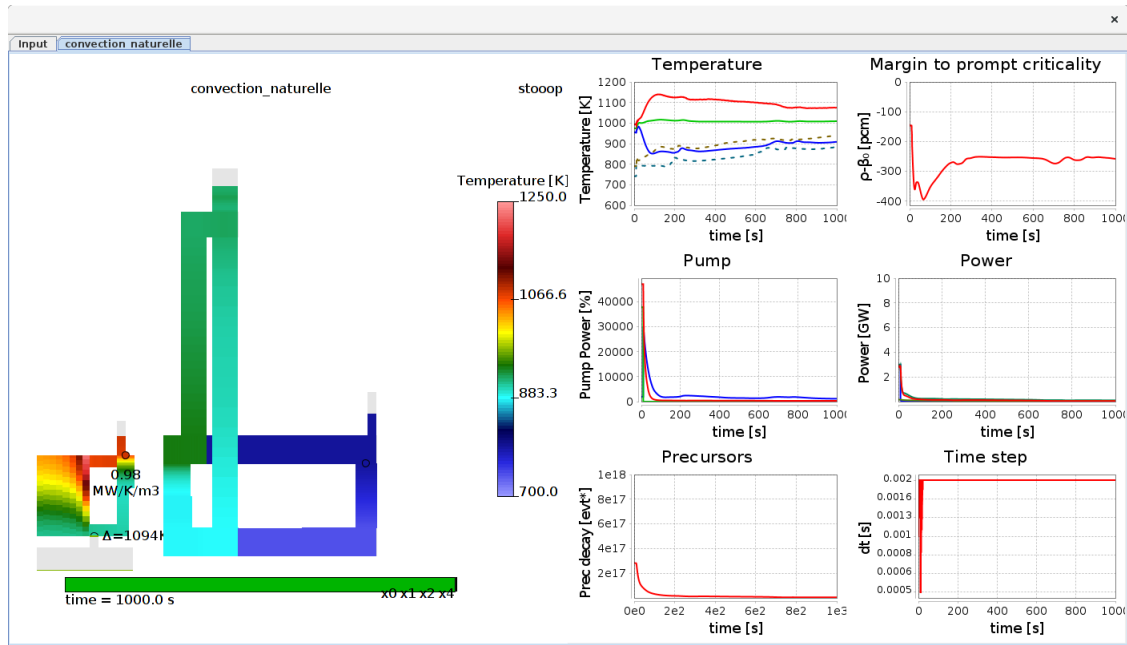 ×
Input
convection naturelle
convection_naturelle
stooop
Temperature [K]
1250.0
1066.6
883.3
700.0
0.98
MW/K/m3
Δ=1094K
time = 1000.0 s
x0 x1 x2 x4
Temperature
Temperature [K]
1200
1100
1000
900
800
700
600
0 200 400 600 800 100
time [s]
Margin to prompt criticality
ρ-β₀ [pcm]
0
-100
-200
-300
-400
0 200 400 600 800 1000
time [s]
Pump
Pump Power [%]
40000
30000
20000
10000
0
0 200 400 600 800 1000
time [s]
Power
Power [GW]
10
8
6
4
2
0 200 400 600 800 1000
time [s]
Precursors
Prec decay [evt*]
1e18
8e17
6e17
4e17
2e17
0e0 2e2 4e2 6e2 8e2 1e3
time [s]
Time step
dt [s]
0.002
0.0016
0.0013
0.001
0.0008
0.0006
0.0005
0 200 400 600 800 1000
time [s]